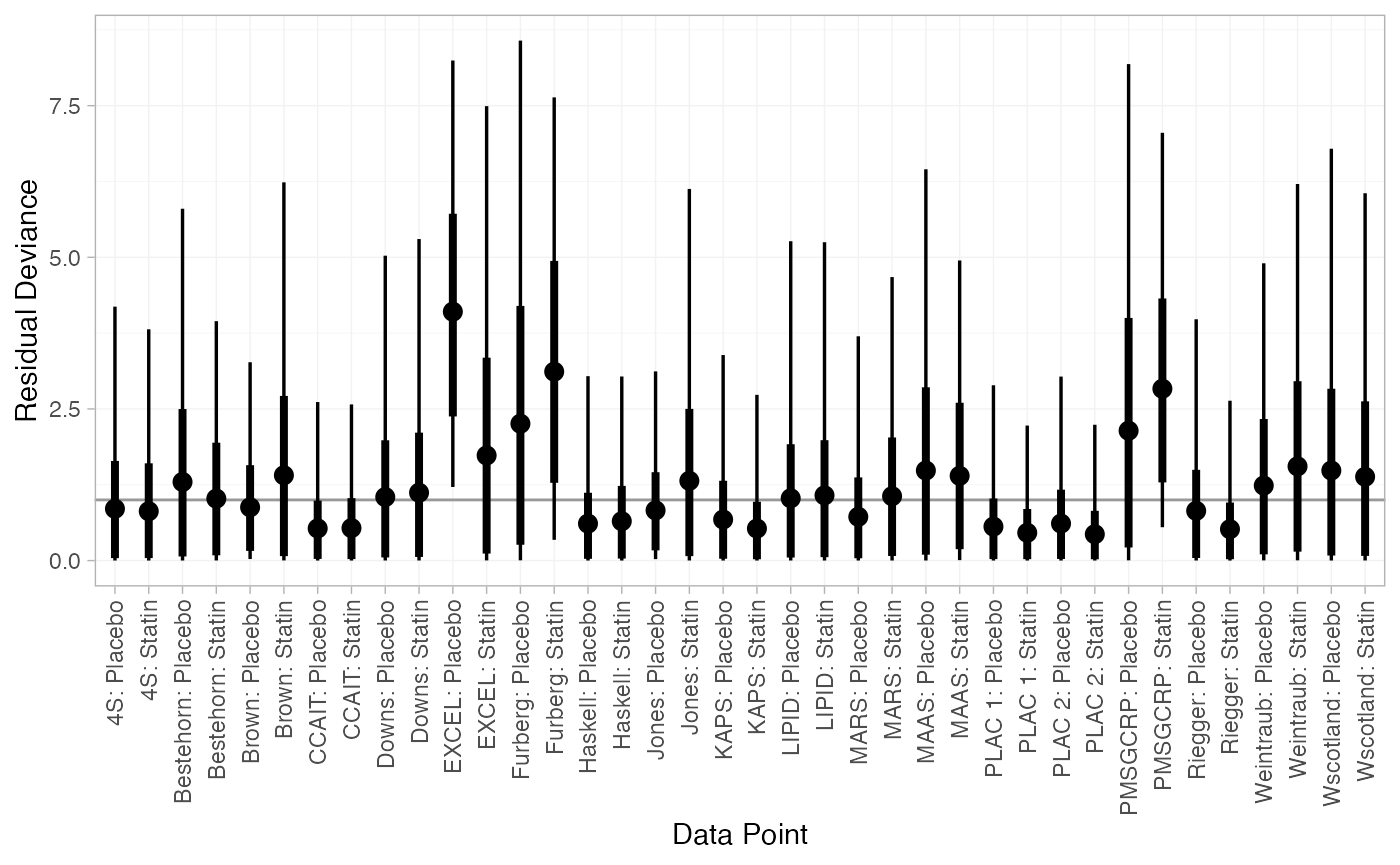 Residual Deviance
7.5
5.0
2.5
0.0
4S: Placebo
4S: Statin
Bestehorn: Placebo
Bestehorn: Statin
Brown: Placebo
Brown: Statin
CCAIT: Placebo
CCAIT: Statin
Downs: Placebo
Downs: Statin
EXCEL: Placebo
EXCEL: Statin
Furberg: Placebo
Furberg: Statin
Haskell: Placebo
Haskell: Statin
Jones: Placebo
Jones: Statin
KAPS: Placebo
KAPS: Statin
LIPID: Placebo
LIPID: Statin
MARS: Placebo
MARS: Statin
MAAS: Placebo
MAAS: Statin
PLAC 1: Placebo
PLAC 1: Statin
PLAC 2: Placebo
PLAC 2: Statin
PMSGCRP: Placebo
PMSGCRP: Statin
Riegger: Placebo
Riegger: Statin
Weintraub: Placebo
Weintraub: Statin
Wscotland: Placebo
Wscotland: Statin
Data Point